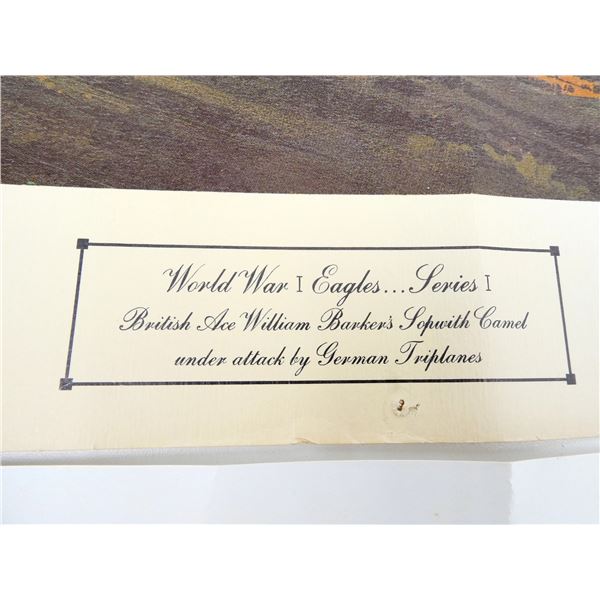 World War I Eagles...Series I
British Ace William Barker's Sopwith Camel
under attack by German Triplanes